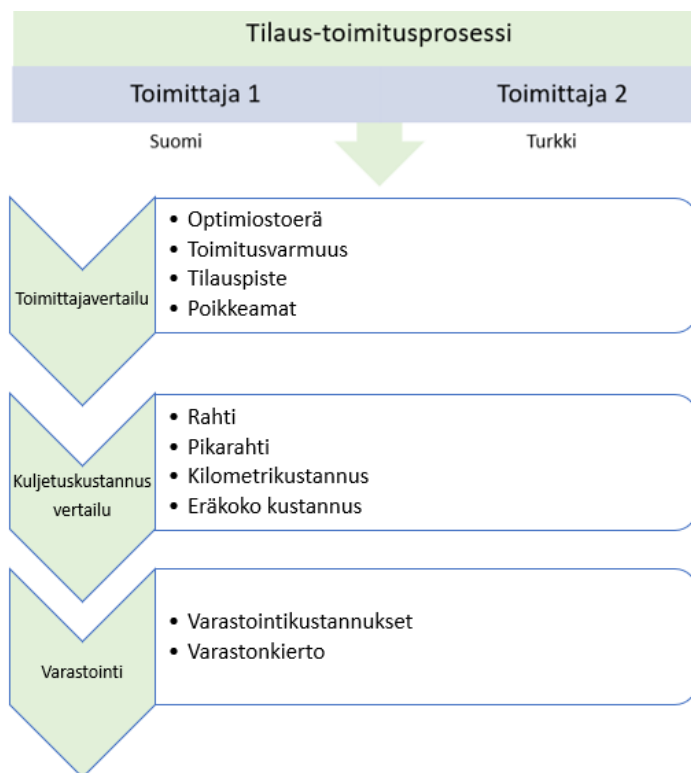 Tilaus-toimitusprosessi
Toimittaja 1
Toimittaja 2
Suomi
Turkki
Toimittajavertailu
• Optimiostoerä
• Toimitusvarmuus
• Tilauspiste
• Poikkeamat
Kuljetuskustannus
vertailu
• Rahti
• Pikarahti
• Kilometrikustannus
• Eräkoko kustannus
Varastointi
• Varastointikustannukset
• Varastonkierto